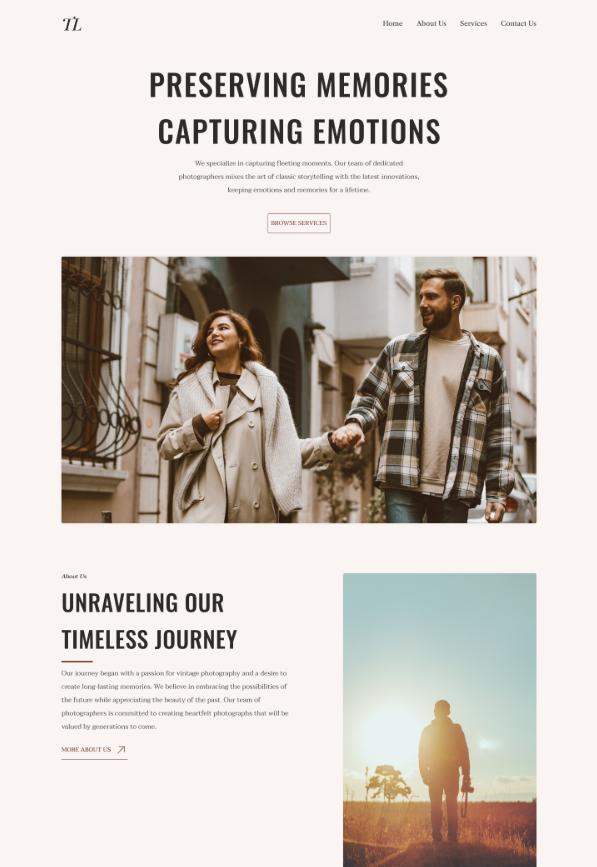 TL
Home About Us Services Contact Us
PRESERVING MEMORIES
CAPTURING EMOTIONS
We specialize in capturing fleeting moments. Our team of dedicated
photographers mixes the art of classic storytelling with the latest innovations,
keeping emotions and memories for a lifetime.
BROWSE SERVICES
About Us
UNRAVELING OUR
TIMELESS JOURNEY
Our journey began with a passion for vintage photography and a desire to
create long-lasting memories. We believe in embracing the possibilities of
the future while appreciating the beauty of the past. Our team of
photographers is committed to creating heartfelt photographs that will be
valued by generations to come.
MORE ABOUT US